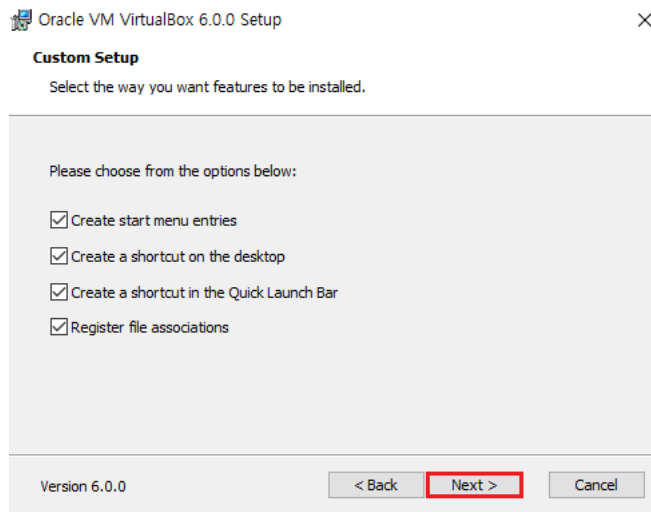 Oracle VM VirtualBox 6.0.0 Setup
Custom Setup
Select the way you want features to be installed.
Please choose from the options below:
Create start menu entries
Create a shortcut on the desktop
Create a shortcut in the Quick Launch Bar
Register file associations
Version 6.0.0
< Back
Next >
Cancel